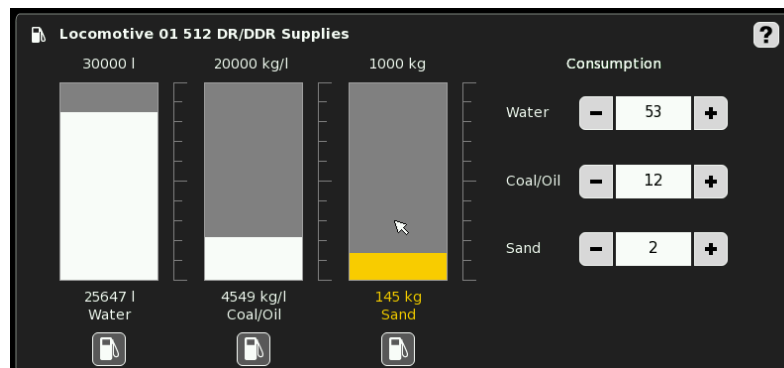 Locomotive 01 512 DR/DDR Supplies
?
30000 l
20000 kg/l
1000 kg
Consumption
Water
−
53
+
Coal/Oil
−
12
+
Sand
−
2
+
25647 l
Water
4549 kg/l
Coal/Oil
145 kg
Sand